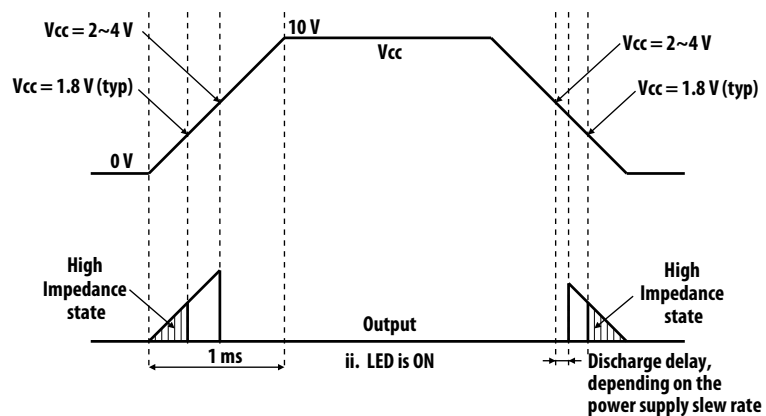 Vcc = 2~4 V
10 V
Vcc
Vcc = 2~4 V
Vcc = 1.8 V (typ)
Vcc = 1.8 V (typ)
0 V
High
Impedance
state
High
Impedance
state
Output
1 ms
ii. LED is ON
Discharge delay,
depending on the
power supply slew rate